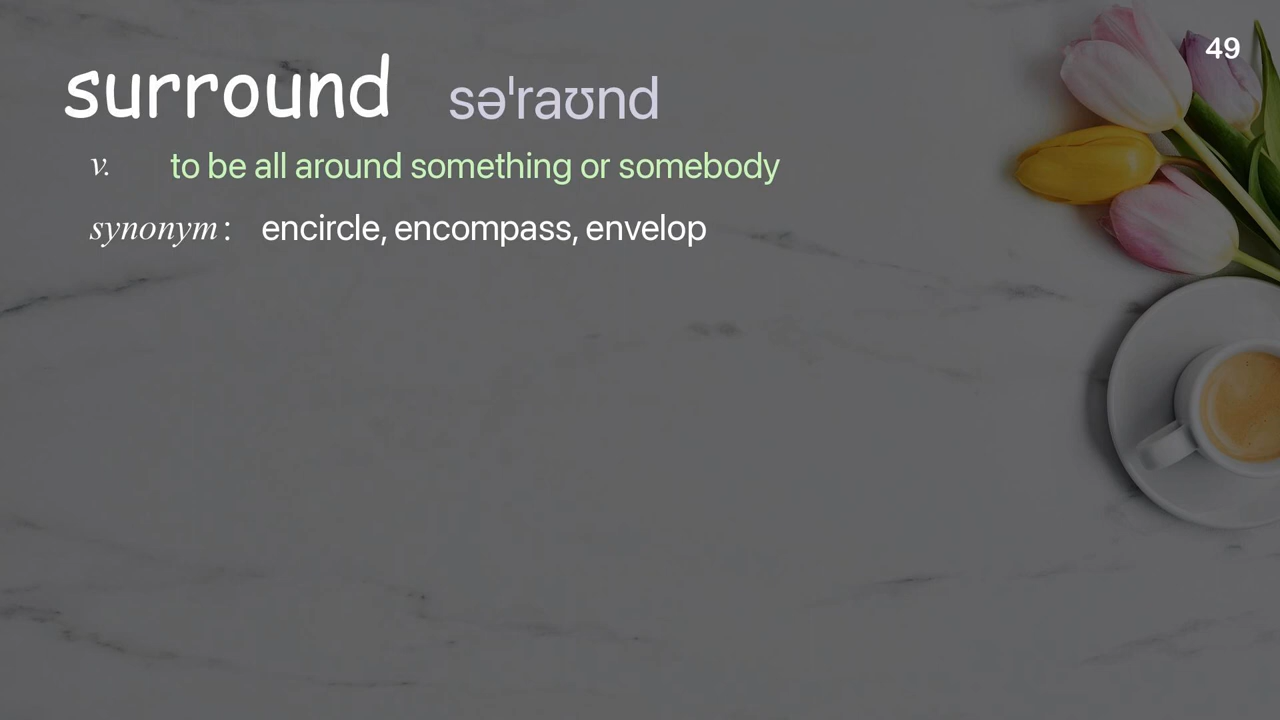 49
surround səˈraʊnd
v. to be all around something or somebody
synonym: encircle, encompass, envelop